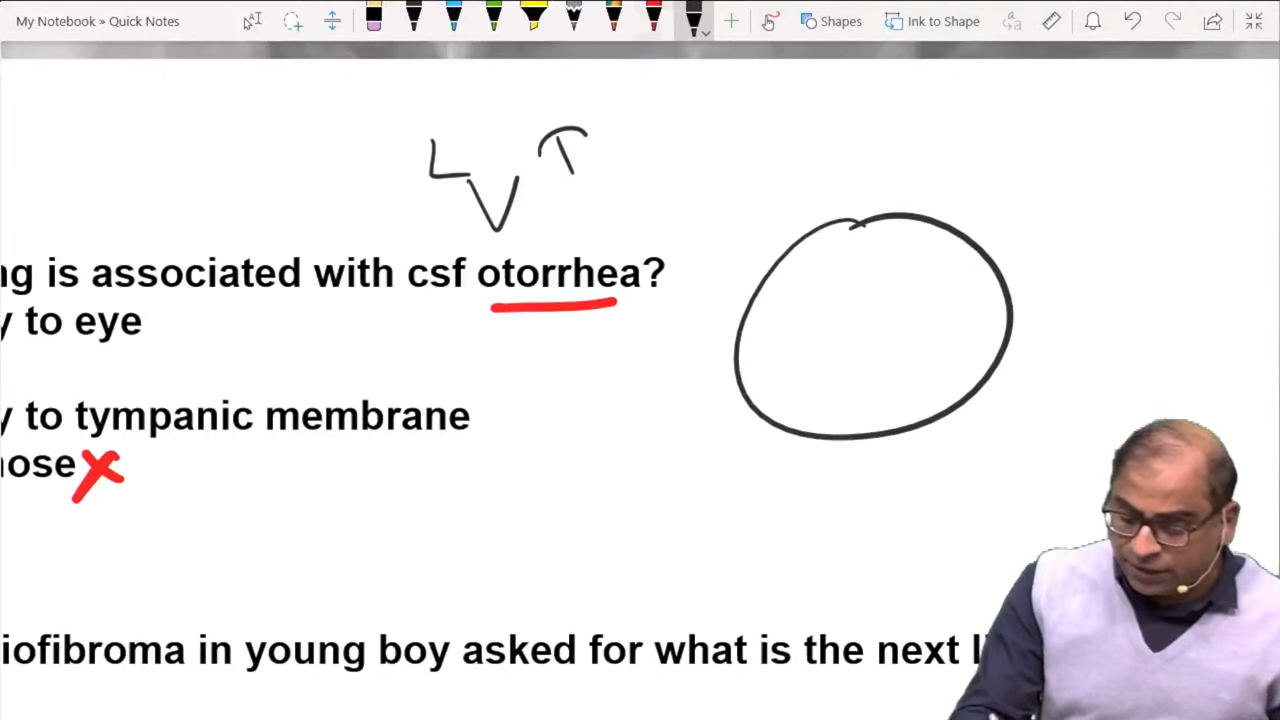 My Notebook » Quick Notes
Shapes
Ink to Shape
L V T
ng is associated with csf otorrhea?
y to eye
y to tympanic membrane
nose
iofibroma in young boy asked for what is the next l